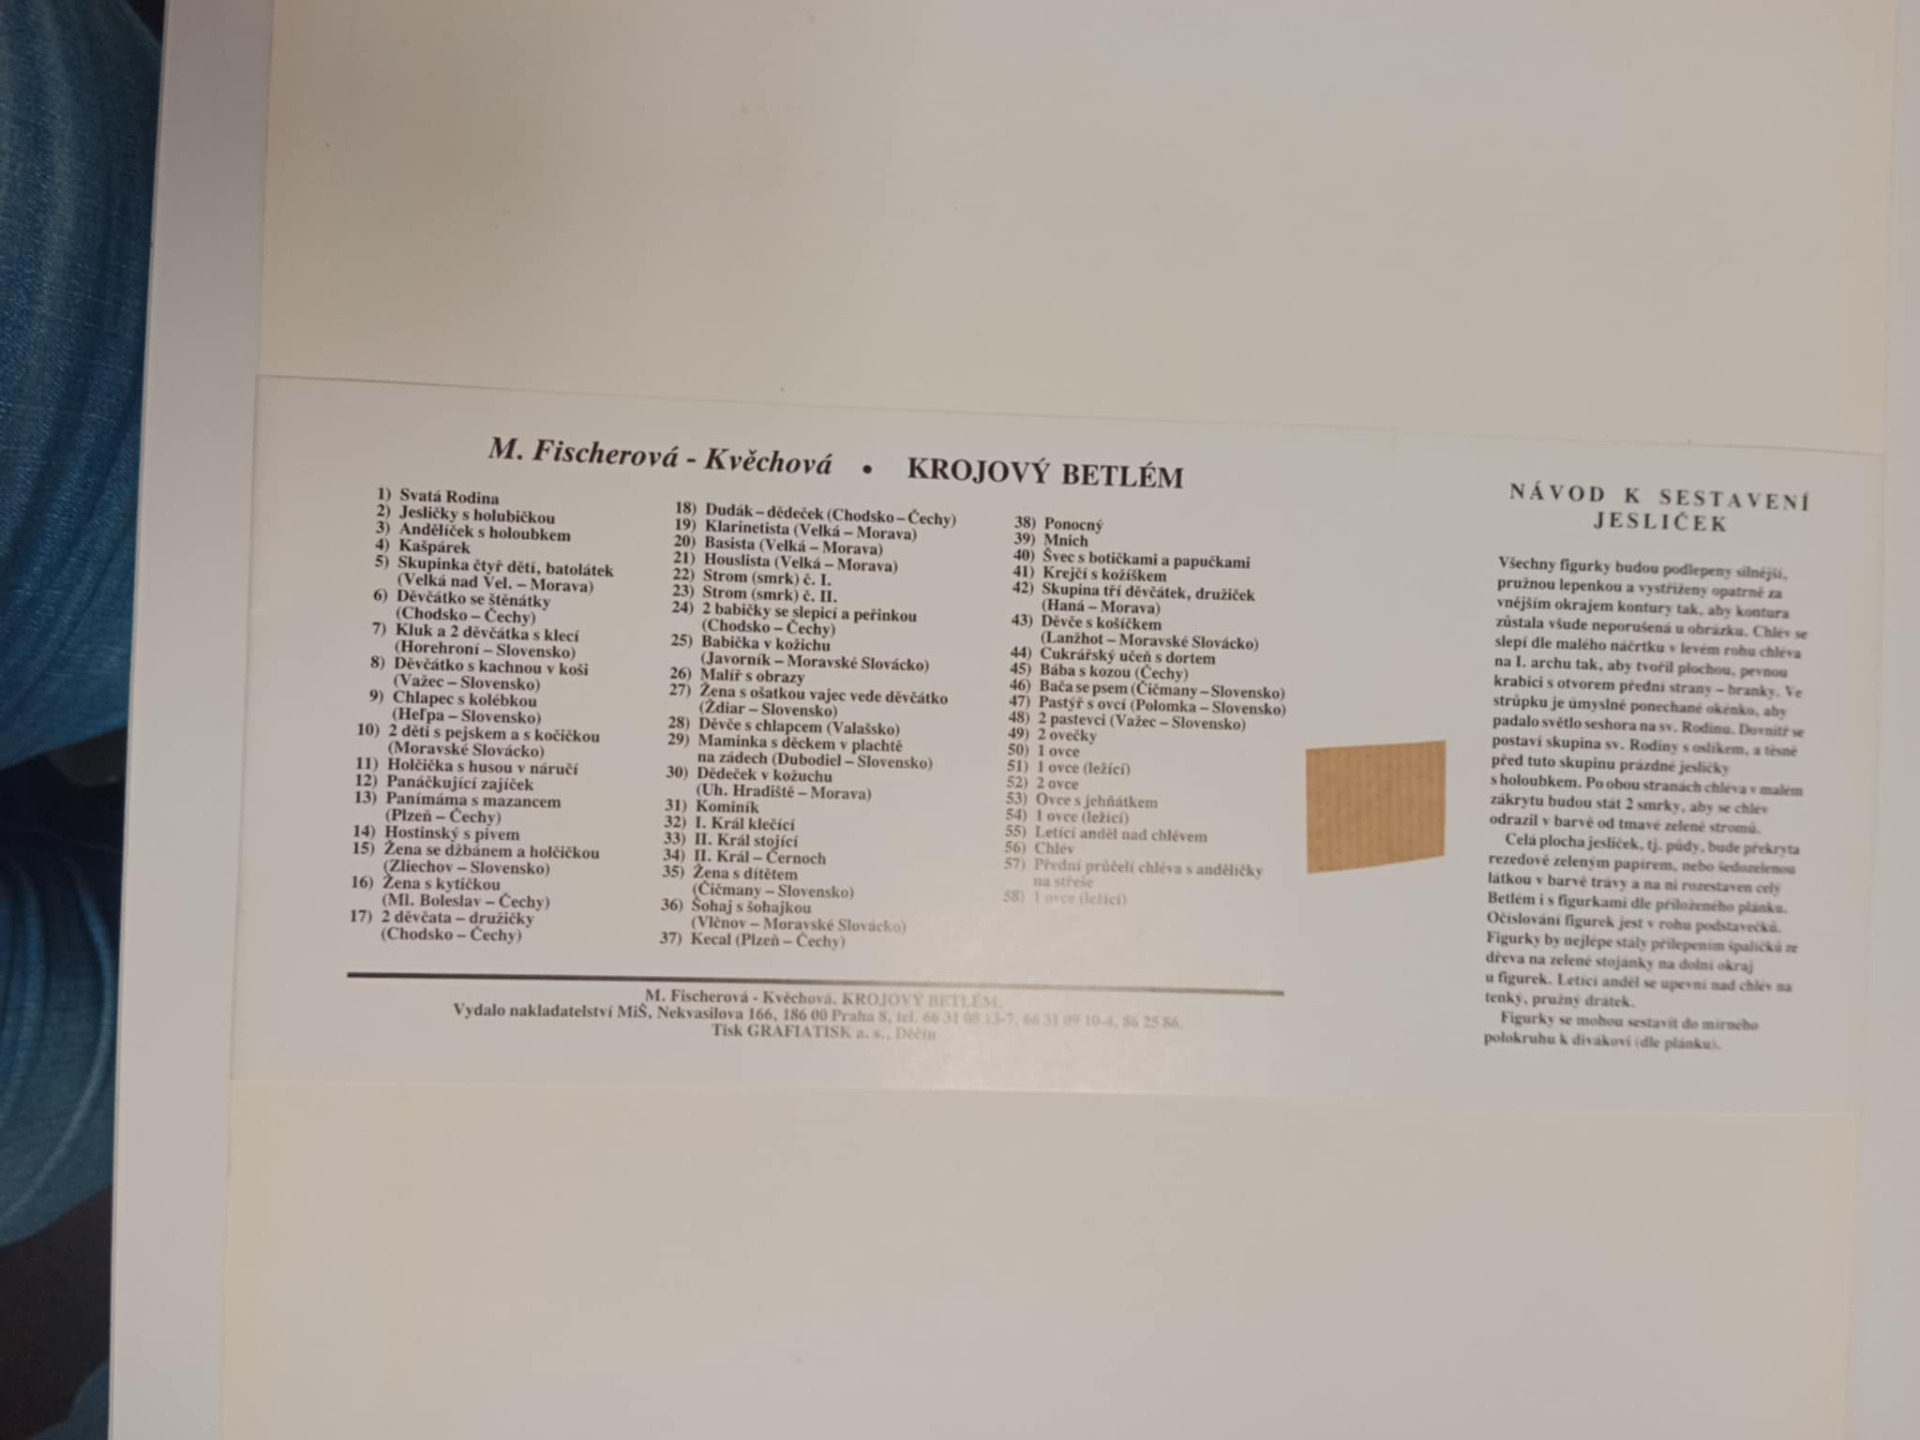 M. Fischerová - Kvěchová • KROJOVÝ BETLÉM
1) Svatá Rodina
2) Jesličky s holubičkou
3) Andělíček s holoubkem
4) Kašpárek
5) Skupinka čtyř dětí, batolátek
(Velká nad Vel. – Morava)
6) Děvčátko se štěnátky
(Chodsko – Čechy)
7) Kluk a 2 děvčátka s klecí
(Horehroní – Slovensko)
8) Děvčátko s kachnou v koši
(Važec – Slovensko)
9) Chlapec s kolébkou
(Heľpa – Slovensko)
10) 2 děti s pejskem a s kočičkou
(Moravské Slovácko)
11) Holčička s husou v náručí
12) Panáčkující zajíček
13) Panímáma s mazancem
(Plzeň – Čechy)
14) Hostinský s pivem
15) Žena se džbánem a holčičkou
(Zliechov – Slovensko)
16) Žena s kytičkou
(Ml. Boleslav – Čechy)
17) 2 děvčata – družičky
(Chodsko – Čechy)
18) Dudák – dědeček (Chodsko – Čechy)
19) Klarinetista (Velká – Morava)
20) Basista (Velká – Morava)
21) Houslista (Velká – Morava)
22) Strom (smrk) č. I.
23) Strom (smrk) č. II.
24) 2 babičky se slepicí a peřinkou
(Chodsko – Čechy)
25) Babička v kožichu
(Javorník – Moravské Slovácko)
26) Malíř s obrazy
27) Žena s ošatkou vajec vede děvčátko
(Ždiar – Slovensko)
28) Děvče s chlapcem (Valašsko)
29) Maminka s děckem v plachtě
na zádech (Dubodiel – Slovensko)
30) Dědeček v kožuchu
(Uh. Hradiště – Morava)
31) Kominík
32) I. Král klečící
33) II. Král stojící
34) II. Král – Černoch
35) Žena s dítětem
(Čičmany – Slovensko)
36) Šohaj s šohajkou
(Vlčnov – Moravské Slovácko)
37) Kecal (Plzeň – Čechy)
38) Ponocný
39) Mnich
40) Švec s botičkami a papučkami
41) Krejčí s kožíškem
42) Skupina tří děvčátek, družiček
(Haná – Morava)
43) Děvče s košíčkem
(Lanžhot – Moravské Slovácko)
44) Cukrářský učeň s dortem
45) Bába s kozou (Čechy)
46) Bača se psem (Čičmany – Slovensko)
47) Pastýř s ovcí (Polomka – Slovensko)
48) 2 pastevci (Važec – Slovensko)
49) 2 ovečky
50) 1 ovce
51) 1 ovce (ležící)
52) 2 ovce
53) Ovce s jehňátkem
54) 1 ovce (ležící)
55) Letící anděl nad chlévem
56) Chlév
57) Přední průčelí chléva s andělíčky
na střeše
58) 1 ovce (ležící)
M. Fischerová - Kvěchová. KROJOVÝ BETLÉM.
Vydalo nakladatelství MiŠ, Nekvasilova 166, 186 00 Praha 8, tel. 66 31 08 13-7, 66 31 09 10-4, 86 25 86.
Tisk GRAFIATISK a. s., Děčín
NÁVOD K SESTAVENÍ
JESLIČEK
Všechny figurky budou podlepeny silnější,
pružnou lepenkou a vystřiženy opatrně za
vnějším okrajem kontury tak, aby kontura
zůstala všude neporušená u obrázku. Chlév se
slepí dle malého náčrtku v levém rohu chléva
na I. archu tak, aby tvořil plochou, pevnou
krabici s otvorem přední strany – branky. Ve
strůpku je úmyslně ponechané okénko, aby
padalo světlo seshora na sv. Rodinu. Dovnitř se
postaví skupina sv. Rodiny s oslíkem, a těsně
před tuto skupinu prázdné jesličky
s holoubkem. Po obou stranách chléva v malém
zákrytu budou stát 2 smrky, aby se chlév
odrazil v barvě od tmavé zeleně stromů.
Celá plocha jesliček, tj. půdy, bude překryta
rezedově zeleným papírem, nebo šedozelenou
látkou v barvě trávy a na ni rozestaven celý
Betlém i s figurkami dle přiloženého plánku.
Očíslování figurek jest v rohu podstavečků.
Figurky by nejlépe stály přilepením špalíčků ze
dřeva na zelené stojánky na dolní okraj
u figurek. Letící anděl se upevní nad chlév na
tenký, pružný drátek.
Figurky se mohou sestavit do mírného
polokruhu k divákovi (dle plánku).